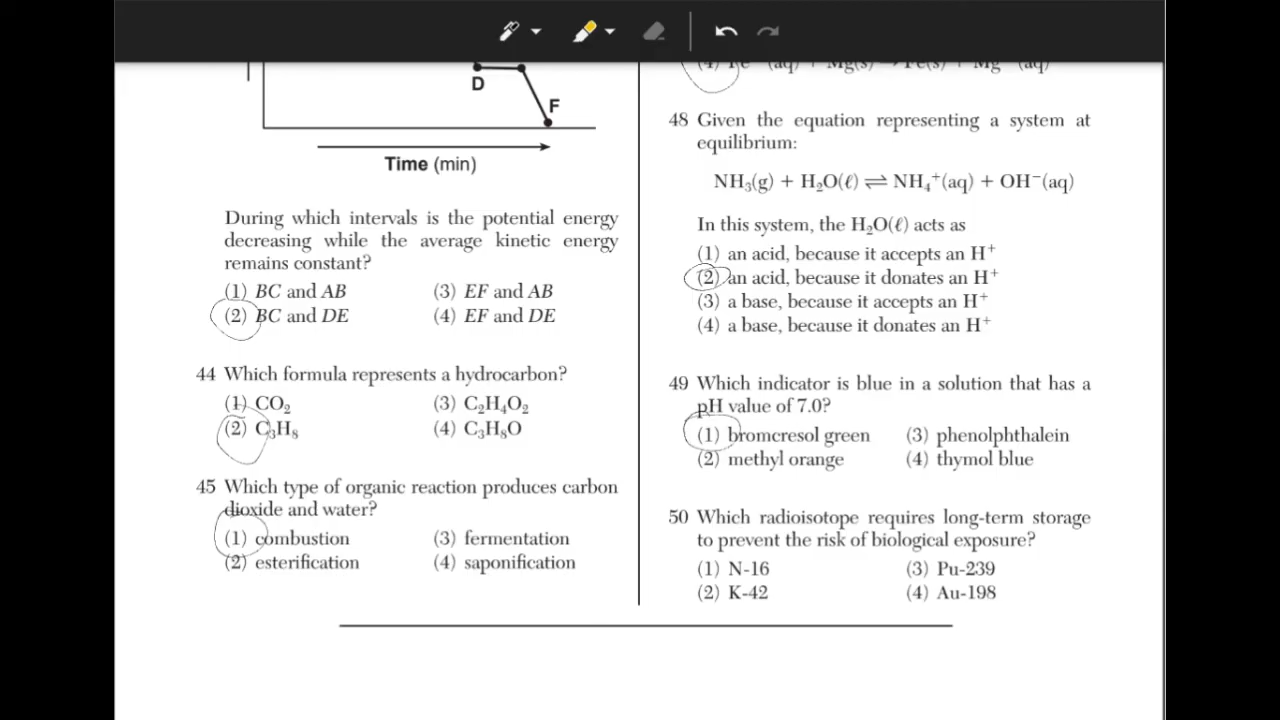 D
F
Time (min)
During which intervals is the potential energy
decreasing while the average kinetic energy
remains constant?
(1) BC and AB (3) EF and AB
(2) BC and DE (4) EF and DE
44 Which formula represents a hydrocarbon?
(1) CO₂ (3) C₂H₄O₂
(2) C₃H₈ (4) C₃H₈O
45 Which type of organic reaction produces carbon
dioxide and water?
(1) combustion (3) fermentation
(2) esterification (4) saponification
48 Given the equation representing a system at
equilibrium:
NH₃(g) + H₂O(ℓ) ⇌ NH₄⁺(aq) + OH⁻(aq)
In this system, the H₂O(ℓ) acts as
(1) an acid, because it accepts an H⁺
(2) an acid, because it donates an H⁺
(3) a base, because it accepts an H⁺
(4) a base, because it donates an H⁺
49 Which indicator is blue in a solution that has a
pH value of 7.0?
(1) bromcresol green (3) phenolphthalein
(2) methyl orange (4) thymol blue
50 Which radioisotope requires long-term storage
to prevent the risk of biological exposure?
(1) N-16 (3) Pu-239
(2) K-42 (4) Au-198